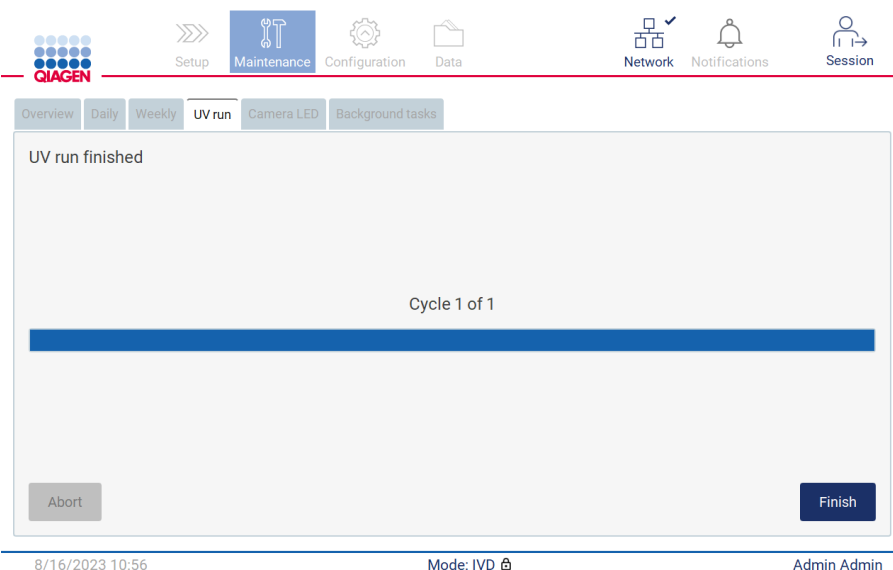 QIAGEN
Setup
Maintenance
Configuration
Data
Network
Notifications
Session
Overview
Daily
Weekly
UV run
Camera LED
Background tasks
UV run finished
Cycle 1 of 1
Abort
Finish
8/16/2023 10:56
Mode: IVD
Admin Admin